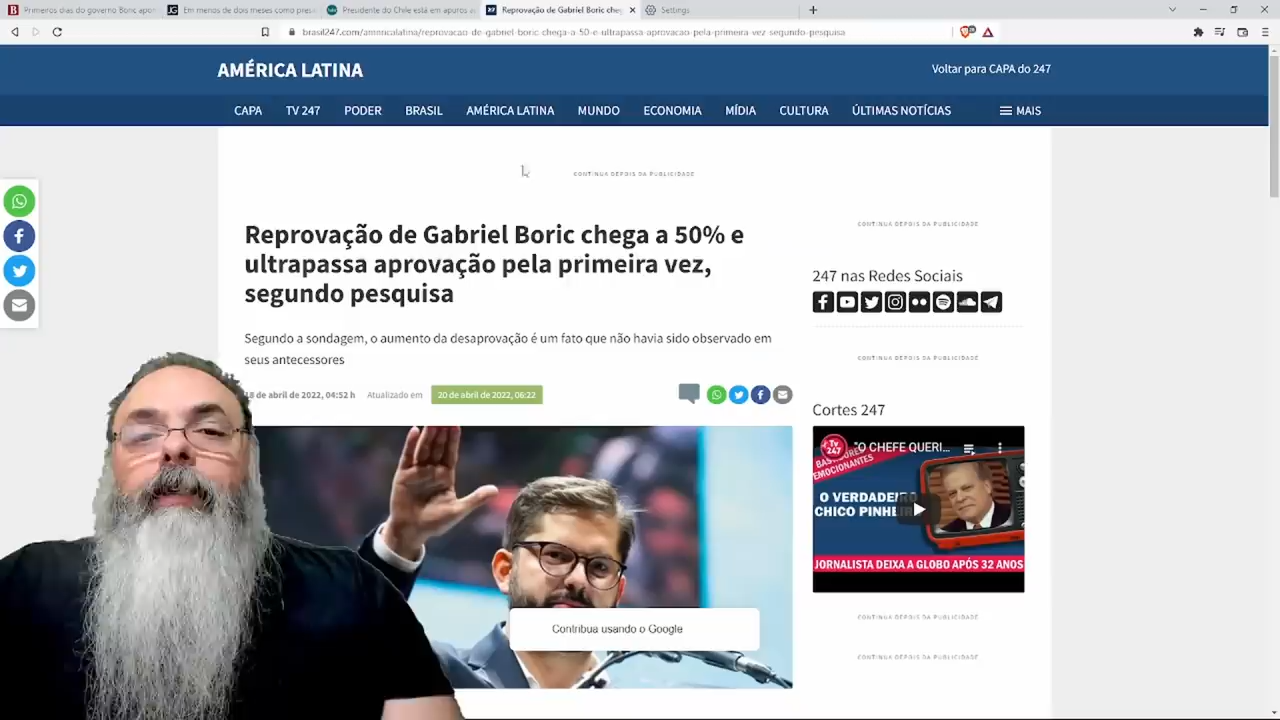 Primeiros dias do governo Boric apon
Em menos de dois meses como pres
Presidente do Chile está em apuros a
Reprovação de Gabriel Boric cheg
Settings
brasil247.com/americalatina/reprovacao-de-gabriel-boric-chega-a-50-e-ultrapassa-aprovacao-pela-primeira-vez-segundo-pesquisa
AMÉRICA LATINA
Voltar para CAPA do 247
CAPA TV 247 PODER BRASIL AMÉRICA LATINA MUNDO ECONOMIA MÍDIA CULTURA ÚLTIMAS NOTÍCIAS MAIS
CONTINUA DEPOIS DA PUBLICIDADE
CONTINUA DEPOIS DA PUBLICIDADE
Reprovação de Gabriel Boric chega a 50% e
ultrapassa aprovação pela primeira vez,
segundo pesquisa
Segundo a sondagem, o aumento da desaprovação é um fato que não havia sido observado em
seus antecessores
18 de abril de 2022, 04:52 h Atualizado em 20 de abril de 2022, 06:22
Contribua usando o Google
247 nas Redes Sociais
CONTINUA DEPOIS DA PUBLICIDADE
Cortes 247
Tv 247
"O CHEFE QUERI...
BASTIDORES
EMOCIONANTES
O VERDADEIRO
CHICO PINHEI
JORNALISTA DEIXA A GLOBO APÓS 32 ANOS
CONTINUA DEPOIS DA PUBLICIDADE
CONTINUA DEPOIS DA PUBLICIDADE